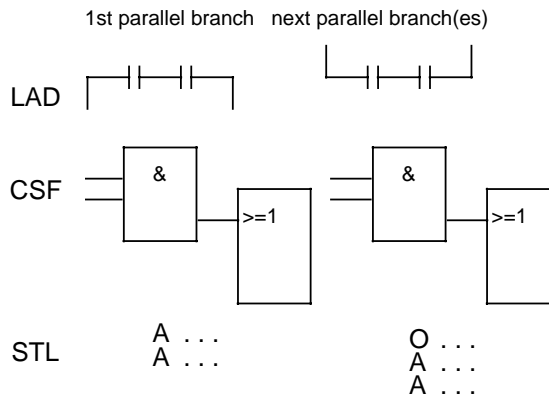 1st parallel branch next parallel branch(es)
LAD
CSF
& &
>=1 >=1
STL
A . . .
A . . .
O . . .
A . . .
A . . .